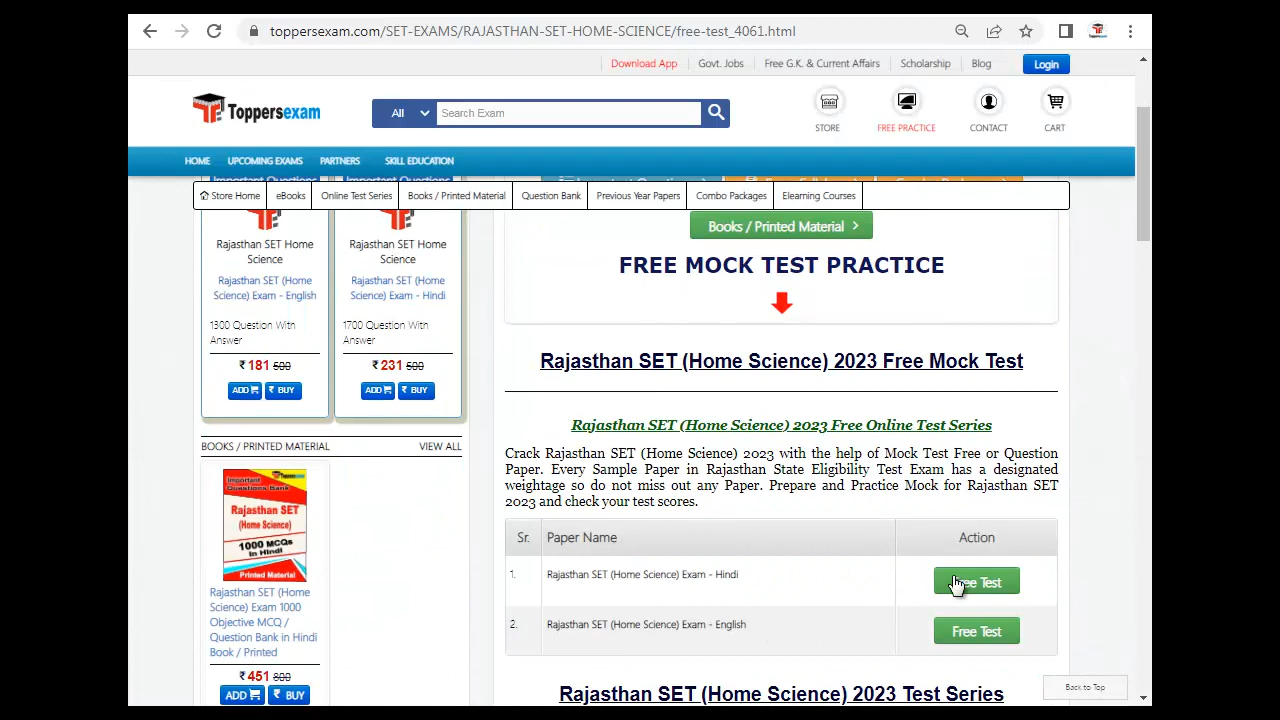 toppersexam.com/SET-EXAMS/RAJASTHAN-SET-HOME-SCIENCE/free-test_4061.html
Download App Govt. Jobs Free G.K. & Current Affairs Scholarship Blog Login
Toppersexam
All Search Exam
STORE FREE PRACTICE CONTACT CART
HOME UPCOMING EXAMS PARTNERS SKILL EDUCATION
Store Home eBooks Online Test Series Books / Printed Material Question Bank Previous Year Papers Combo Packages Elearning Courses
Rajasthan SET Home
Science
Rajasthan SET (Home
Science) Exam - English
1300 Question With
Answer
₹ 181 500
ADD ₹ BUY
Rajasthan SET Home
Science
Rajasthan SET (Home
Science) Exam - Hindi
1700 Question With
Answer
₹ 231 500
ADD ₹ BUY
BOOKS / PRINTED MATERIAL VIEW ALL
Toppersexam
Important
Questions Bank
Rajasthan SET
(Home Science)
1000 MCQs
in Hindi
Printed Material
Rajasthan SET (Home
Science) Exam 1000
Objective MCQ /
Question Bank in Hindi
Book / Printed
₹ 451 800
ADD ₹ BUY
Books / Printed Material >
FREE MOCK TEST PRACTICE
Rajasthan SET (Home Science) 2023 Free Mock Test
Rajasthan SET (Home Science) 2023 Free Online Test Series
Crack Rajasthan SET (Home Science) 2023 with the help of Mock Test Free or Question
Paper. Every Sample Paper in Rajasthan State Eligibility Test Exam has a designated
weightage so do not miss out any Paper. Prepare and Practice Mock for Rajasthan SET
2023 and check your test scores.
Sr. Paper Name Action
1. Rajasthan SET (Home Science) Exam - Hindi Free Test
2. Rajasthan SET (Home Science) Exam - English Free Test
Rajasthan SET (Home Science) 2023 Test Series
Back to Top